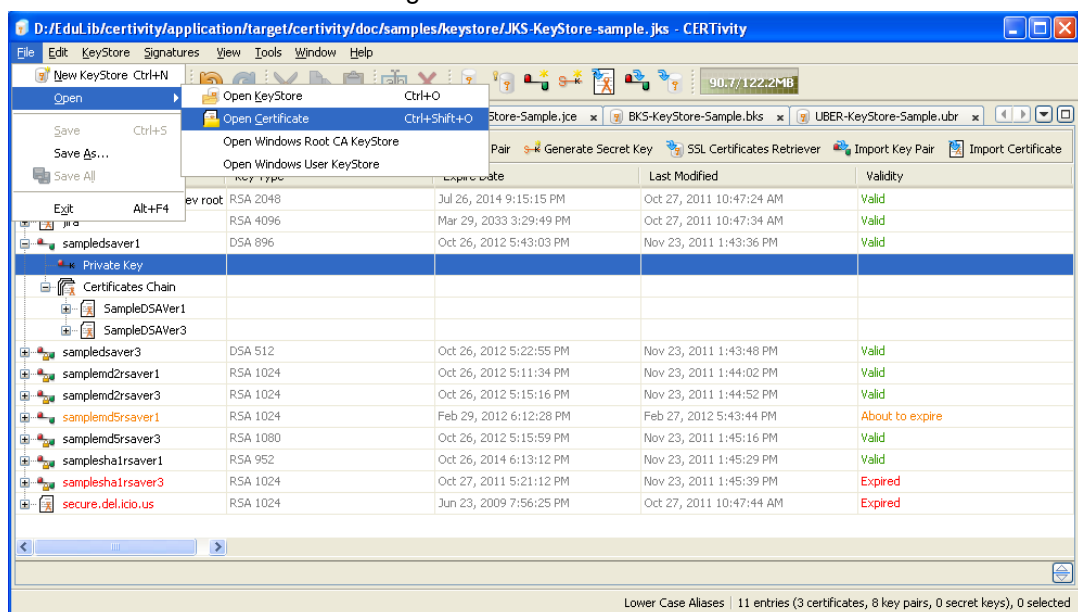 D:/EduLib/certivity/application/target/certivity/doc/samples/keystore/JKS-KeyStore-sample.jks - CERTivity
File Edit KeyStore Signatures View Tools Window Help
New KeyStore Ctrl+N 90.7/122.2MB
Open Open KeyStore Ctrl+O
Open Certificate Ctrl+Shift+O Store-Sample.jce x BKS-KeyStore-Sample.bks x UBER-KeyStore-Sample.ubr x
Save Ctrl+S Open Windows Root CA KeyStore Pair Generate Secret Key SSL Certificates Retriever Import Key Pair Import Certificate
Save As... Open Windows User KeyStore
Save All Key Type Expire Date Last Modified Validity
ev root RSA 2048 Jul 26, 2014 9:15:15 PM Oct 27, 2011 10:47:24 AM Valid
Exit Alt+F4
jira RSA 4096 Mar 29, 2033 3:29:49 PM Oct 27, 2011 10:47:34 AM Valid
sampledsaver1 DSA 896 Oct 26, 2012 5:43:03 PM Nov 23, 2011 1:43:36 PM Valid
Private Key
Certificates Chain
SampleDSAVer1
SampleDSAVer3
sampledsaver3 DSA 512 Oct 26, 2012 5:22:55 PM Nov 23, 2011 1:43:48 PM Valid
samplemd2rsaver1 RSA 1024 Oct 26, 2012 5:11:34 PM Nov 23, 2011 1:44:02 PM Valid
samplemd2rsaver3 RSA 1024 Oct 26, 2012 5:15:16 PM Nov 23, 2011 1:44:52 PM Valid
samplemd5rsaver1 RSA 1024 Feb 29, 2012 6:12:28 PM Feb 27, 2012 5:43:44 PM About to expire
samplemd5rsaver3 RSA 1080 Oct 26, 2012 5:15:59 PM Nov 23, 2011 1:45:16 PM Valid
samplesha1rsaver1 RSA 952 Oct 26, 2014 6:13:12 PM Nov 23, 2011 1:45:29 PM Valid
samplesha1rsaver3 RSA 1024 Oct 27, 2011 5:21:12 PM Nov 23, 2011 1:45:39 PM Expired
secure.del.icio.us RSA 1024 Jun 23, 2009 7:56:25 PM Oct 27, 2011 10:47:44 AM Expired
Lower Case Aliases 11 entries (3 certificates, 8 key pairs, 0 secret keys), 0 selected